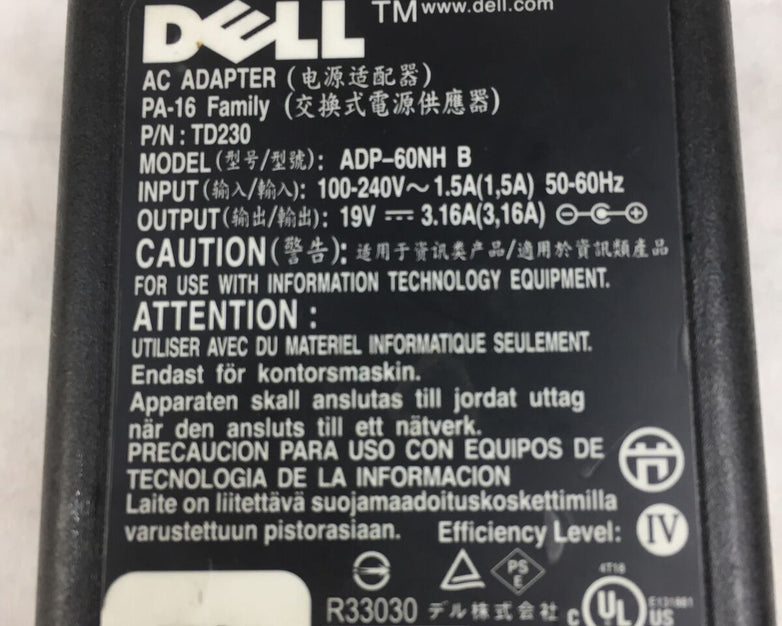 DELL TM www.dell.com
AC ADAPTER (电源适配器)
PA-16 Family (交换式電源供應器)
P/N : TD230
MODEL (型号/型號): ADP-60NH B
INPUT (输入/輸入): 100-240V~ 1.5A(1,5A) 50-60Hz
OUTPUT (输出/輸出): 19V ⎓ 3.16A(3,16A)
CAUTION (警告): 适用于资讯类产品/適用於資訊類產品
FOR USE WITH INFORMATION TECHNOLOGY EQUIPMENT.
ATTENTION :
UTILISER AVEC DU MATERIEL INFORMATIQUE SEULEMENT.
Endast för kontorsmaskin.
Apparaten skall anslutas till jordat uttag
när den ansluts till ett nätverk.
PRECAUCION PARA USO CON EQUIPOS DE
TECNOLOGIA DE LA INFORMACION
Laite on liitettävä suojamaadoituskoskettimilla
varustettuun pistorasiaan. Efficiency Level: IV
PS
E
4T18
R33030 デル株式会社 c UL US
E131881